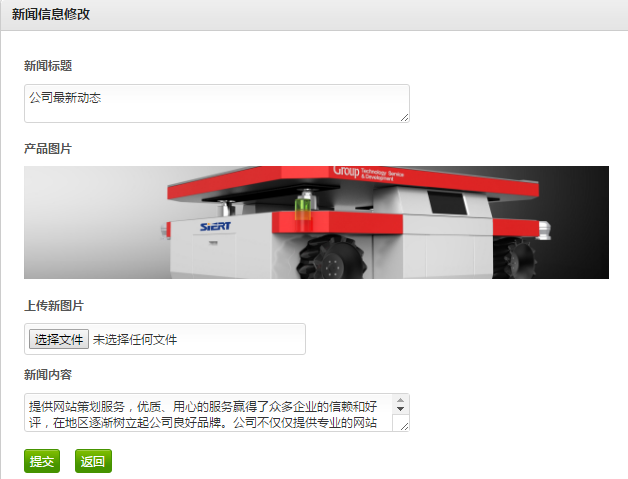 新闻信息修改
新闻标题
公司最新动态
产品图片
Group Technology Service
& Development
SIERT
上传新图片
选择文件 未选择任何文件
新闻内容
提供网站策划服务，优质、用心的服务赢得了众多企业的信赖和好
评，在地区逐渐树立起公司良好品牌。公司不仅仅提供专业的网站
提交 返回